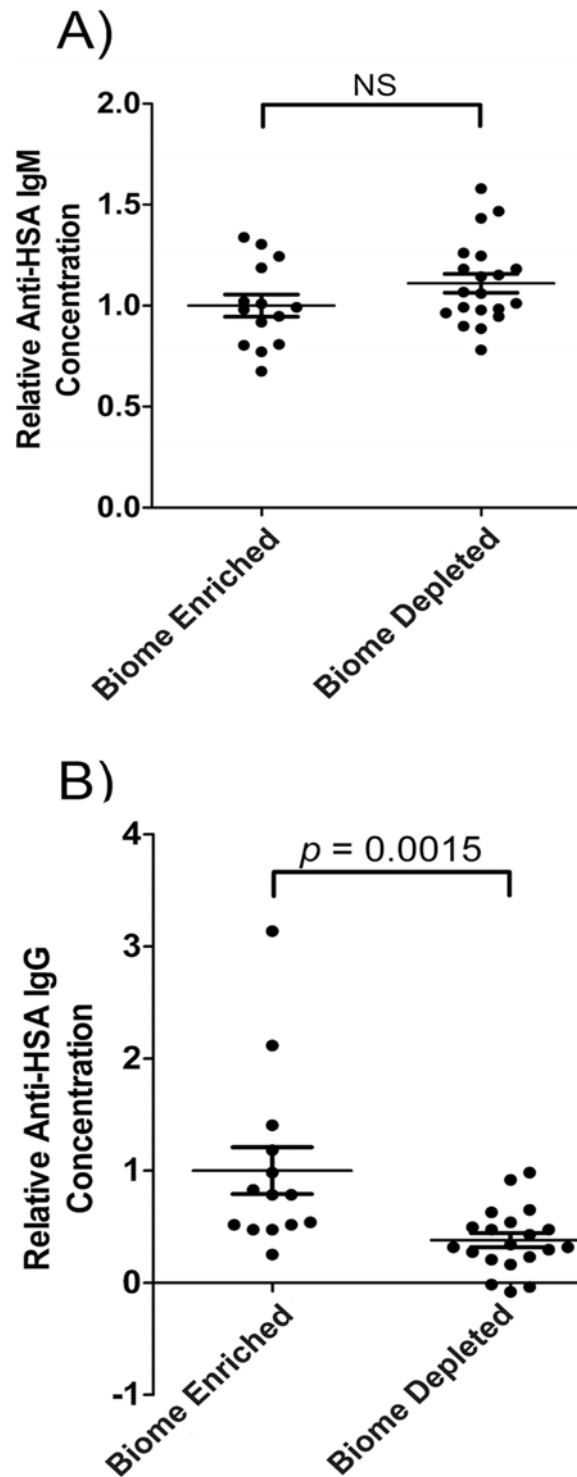 A)
NS
Relative Anti-HSA IgM
Concentration
2.0
1.5
1.0
0.5
0.0
Biome Enriched
Biome Depleted
B)
p = 0.0015
Relative Anti-HSA IgG
Concentration
4
3
2
1
0
-1
Biome Enriched
Biome Depleted